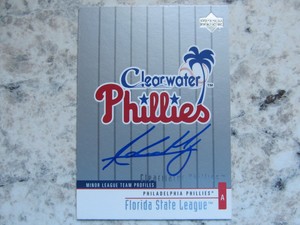 Clearwater
Phillies
MINOR LEAGUE TEAM PROFILES
PHILADELPHIA PHILLIES
A
Florida State League